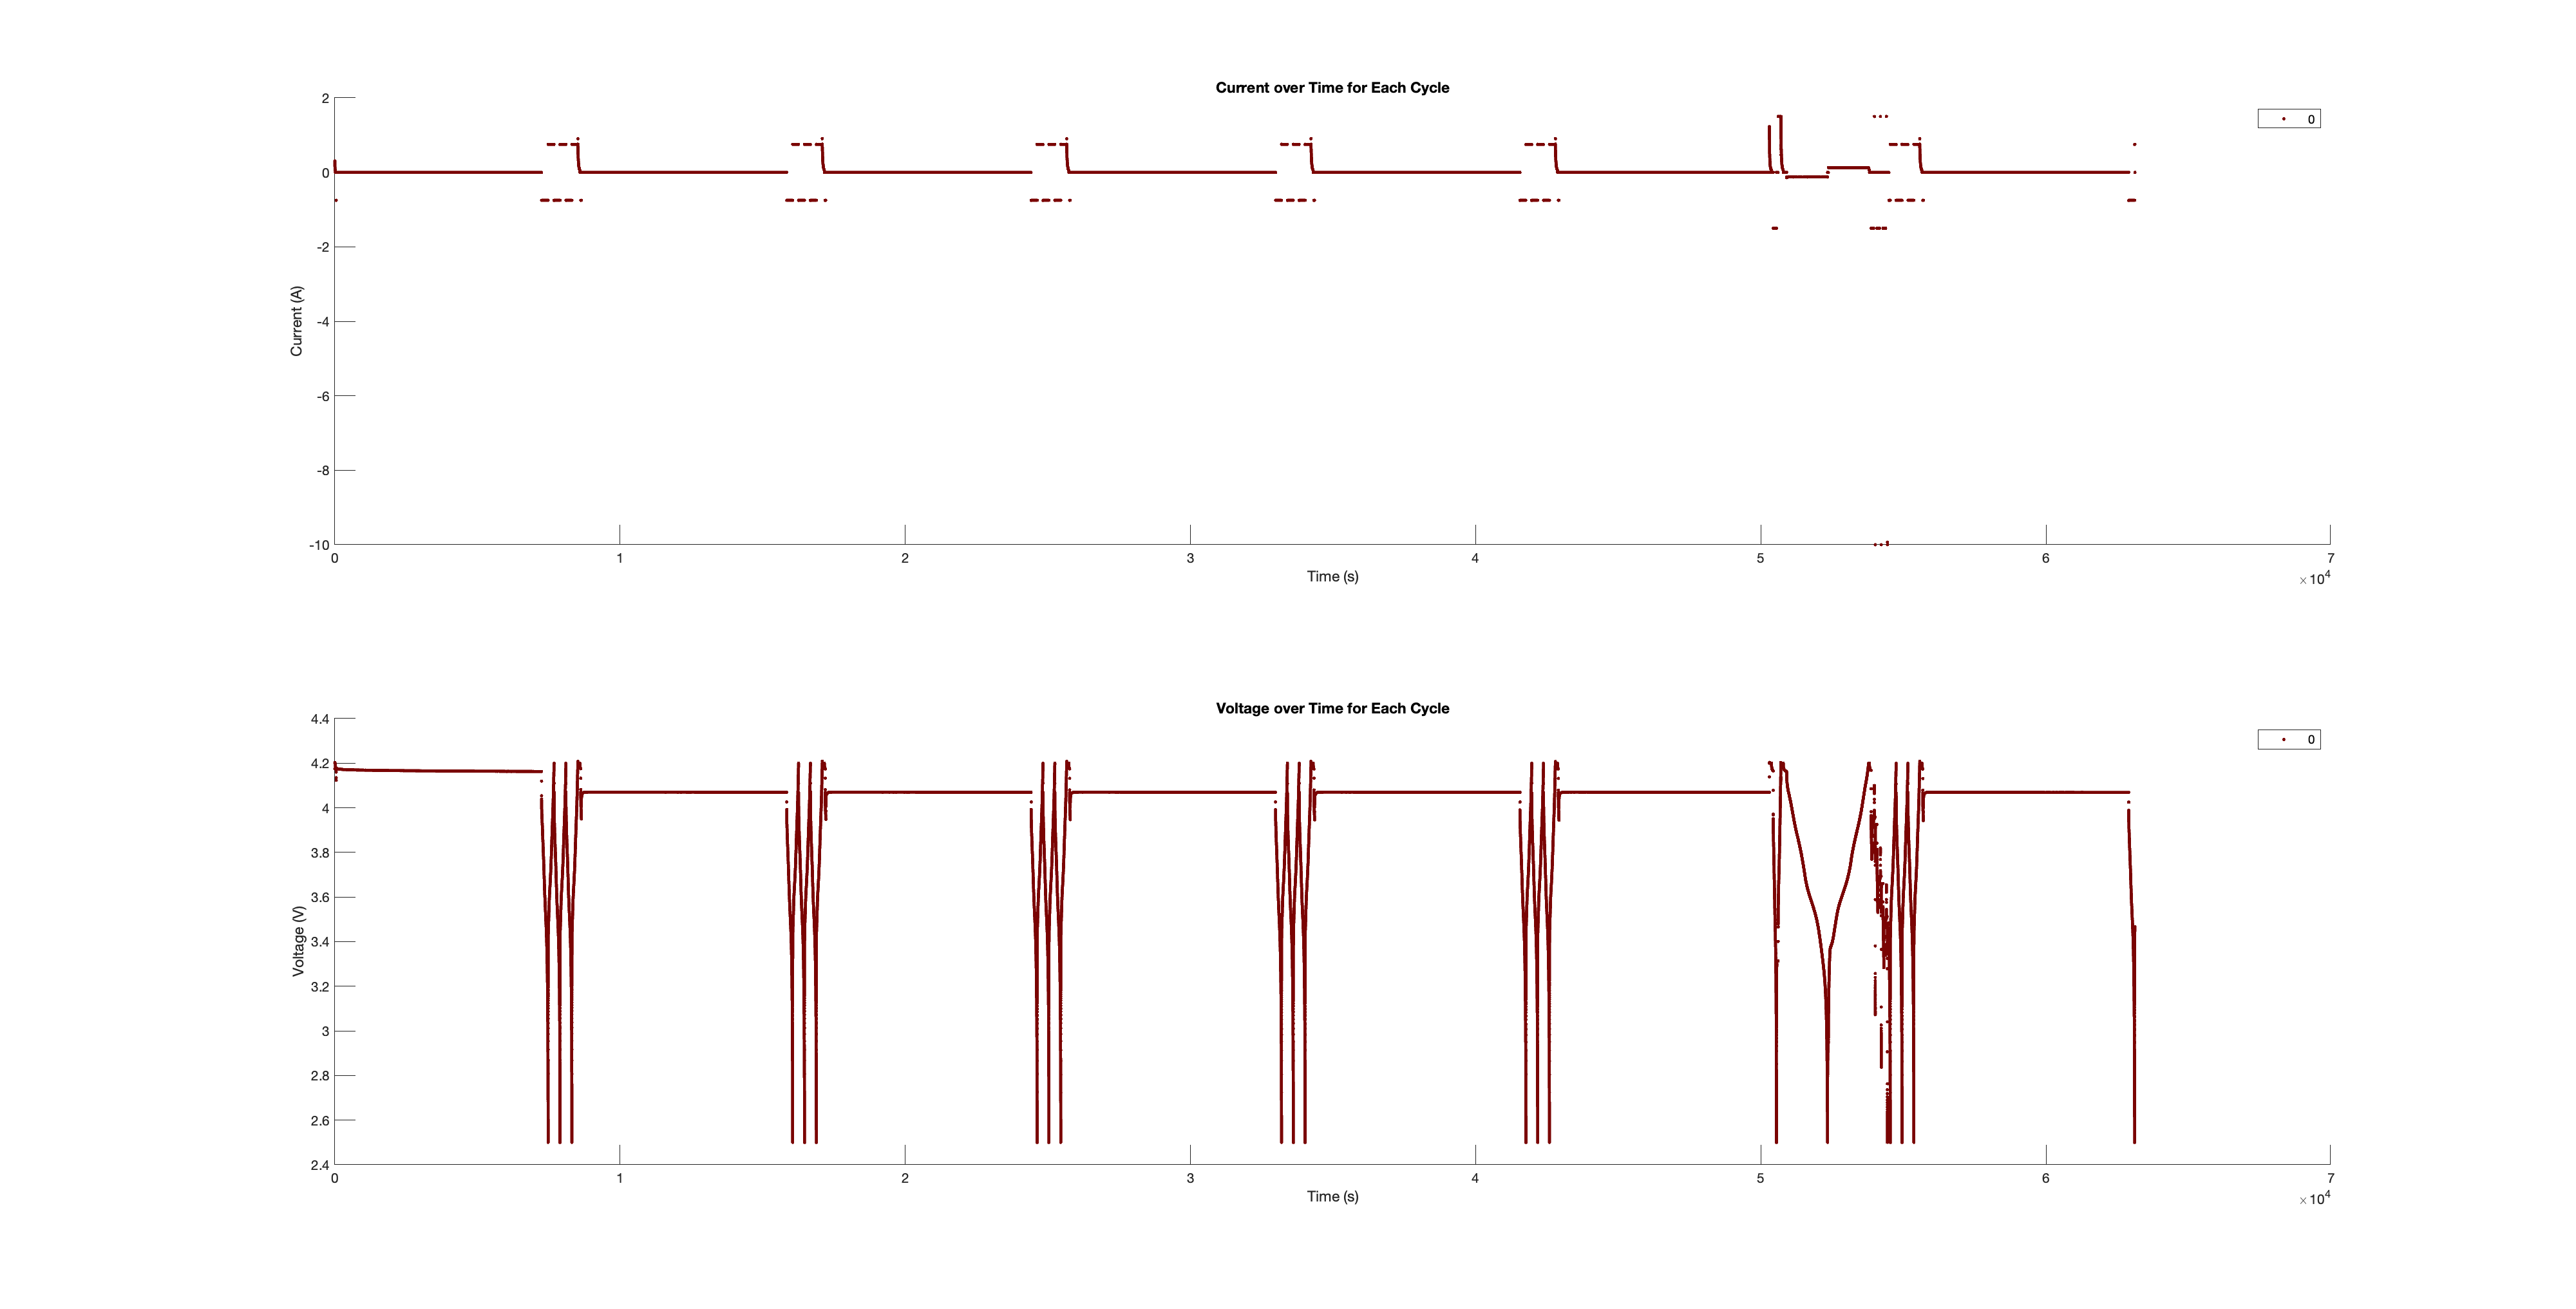 Current over Time for Each Cycle
0
2
0
-2
-4
-6
-8
-10
Current (A)
0 1 2 3 4 5 6 7
×10^4
Time (s)
Voltage over Time for Each Cycle
0
4.4
4.2
4
3.8
3.6
3.4
3.2
3
2.8
2.6
2.4
Voltage (V)
0 1 2 3 4 5 6 7
×10^4
Time (s)